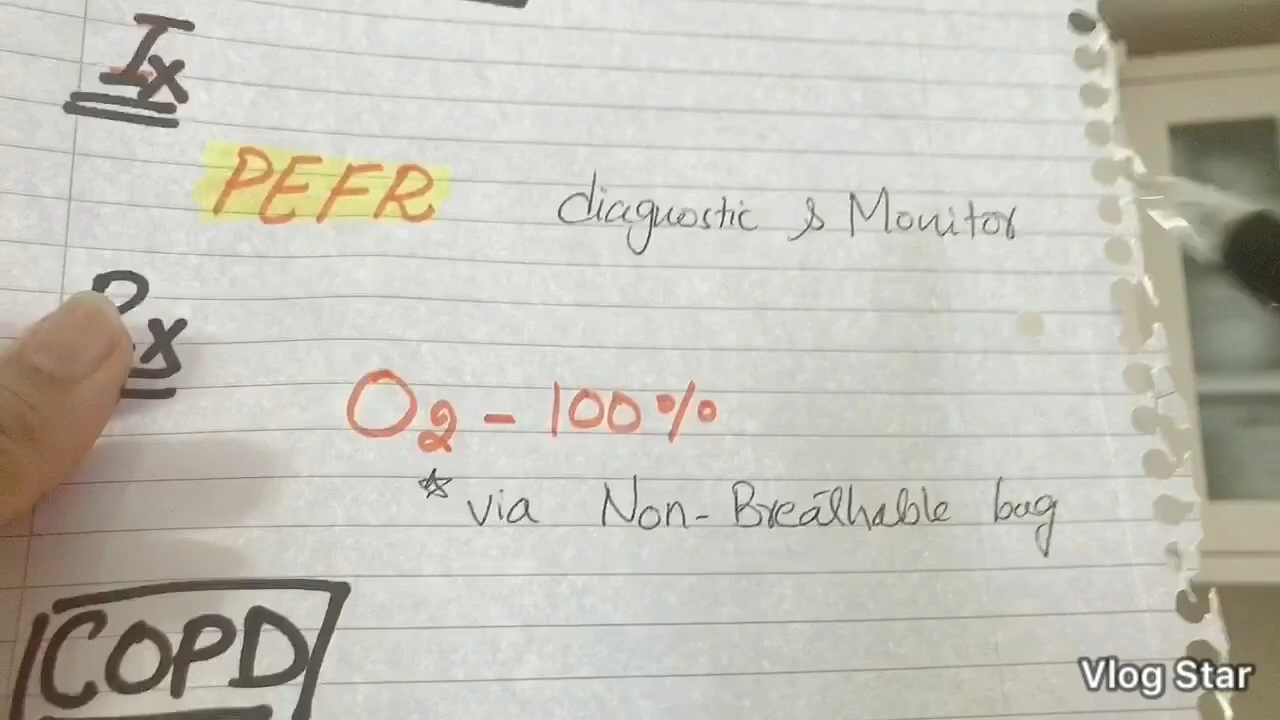 Ix
PEFR diagnostic & Monitor
Rx
O2 - 100%
* via Non-Breathable bag
COPD
Vlog Star